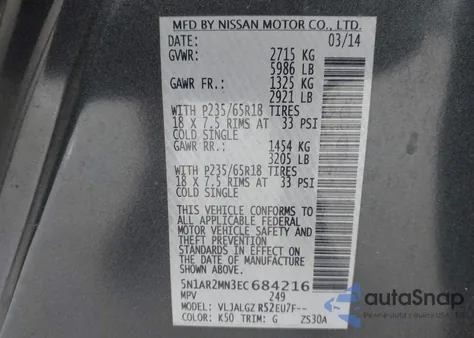 MFD BY NISSAN MOTOR CO., LTD.
DATE: 03/14
GVWR: 2715 KG
5986 LB
GAWR FR.: 1325 KG
2921 LB
WITH P235/65R18 TIRES
18 X 7.5 RIMS AT 33 PSI
COLD SINGLE
GAWR RR.: 1454 KG
3205 LB
WITH P235/65R18 TIRES
18 X 7.5 RIMS AT 33 PSI
COLD SINGLE
THIS VEHICLE CONFORMS TO
ALL APPLICABLE FEDERAL
MOTOR VEHICLE SAFETY AND
THEFT PREVENTION
STANDARDS IN EFFECT ON
THE DATE OF MANUFACTURE
SHOWN ABOVE.
5N1AR2MN3EC684216
MPV 249
MODEL: VLJALGZ R52EU7F--
COLOR: K50 TRIM: G ZS30A
autoSnap
Powered by AutoAstat.com